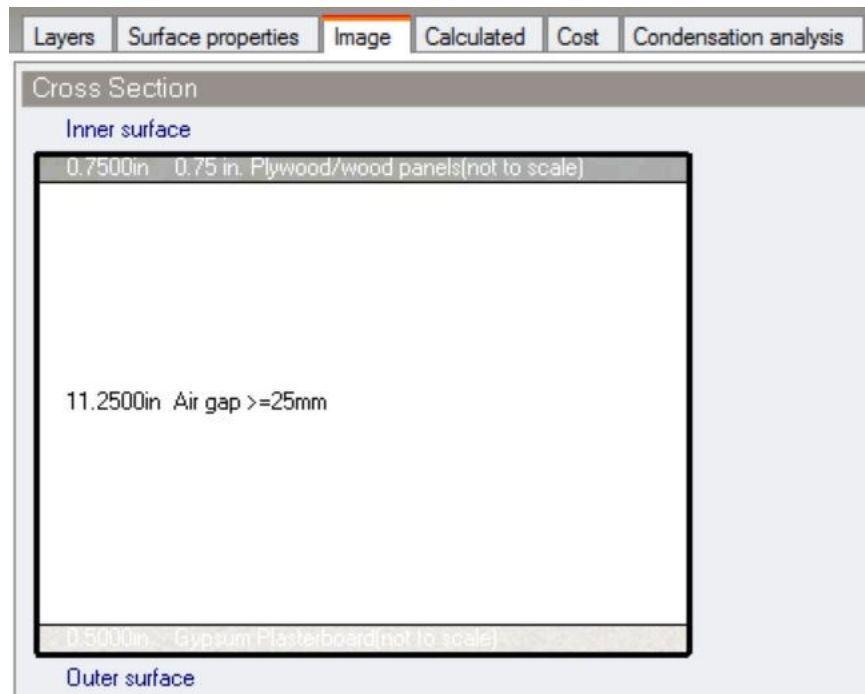 Layers Surface properties Image Calculated Cost Condensation analysis
Cross Section
Inner surface
0.7500in 0.75 in. Plywood/wood panels(not to scale)
11.2500in Air gap >=25mm
0.5000in Gypsum Plasterboard(not to scale)
Outer surface